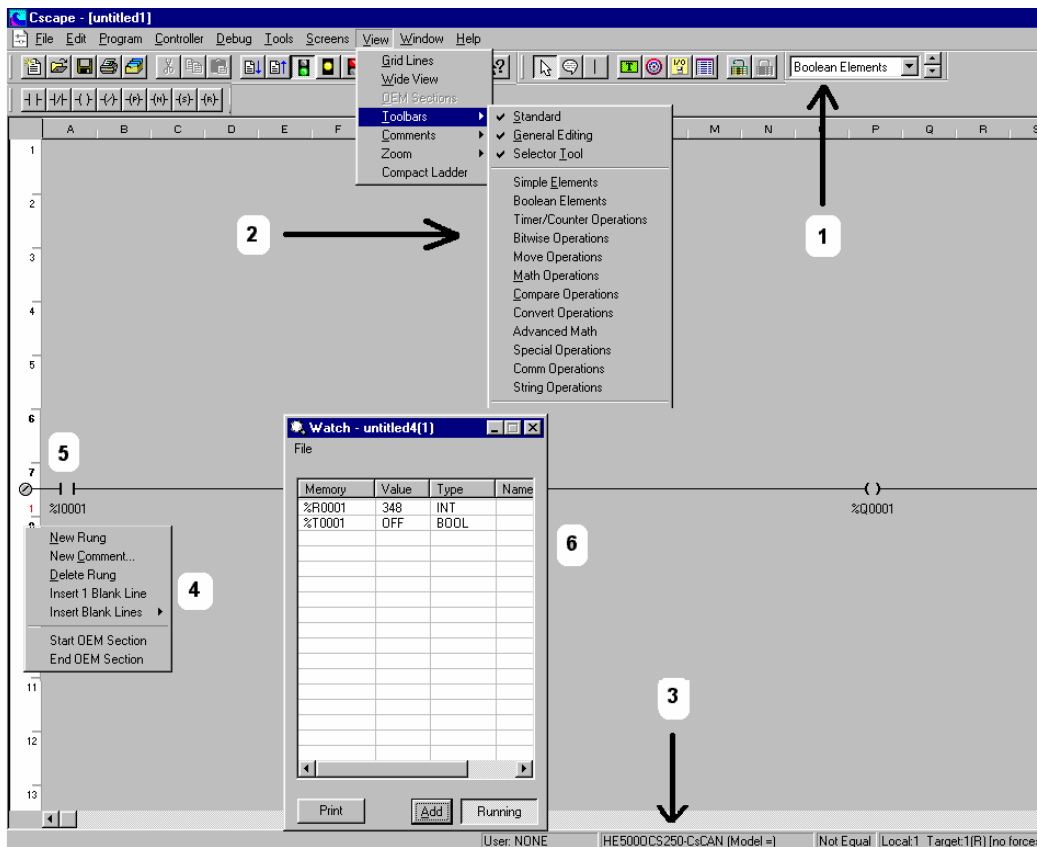 Cscape - [untitled1]
File Edit Program Controller Debug Tools Screens View Window Help
Boolean Elements
Grid Lines
Wide View
OEM Sections
Toolbars
Comments
Zoom
Compact Ladder
Standard
General Editing
Selector Tool
Simple Elements
Boolean Elements
Timer/Counter Operations
Bitwise Operations
Move Operations
Math Operations
Compare Operations
Convert Operations
Advanced Math
Special Operations
Comm Operations
String Operations
A B C D E F M N P Q R S
1
2
3
4
5
6
7
1
11
12
13
2
1
5
%I0001
%Q0001
New Rung
New Comment...
Delete Rung
Insert 1 Blank Line
Insert Blank Lines
Start OEM Section
End OEM Section
4
Watch - untitled4(1)
File
Memory Value Type Name
%R0001 348 INT
%T0001 OFF BOOL
Print Add Running
6
3
User: NONE HE500OCS250-CsCAN (Model =) Not Equal Local:1 Target:1(R) [no forces